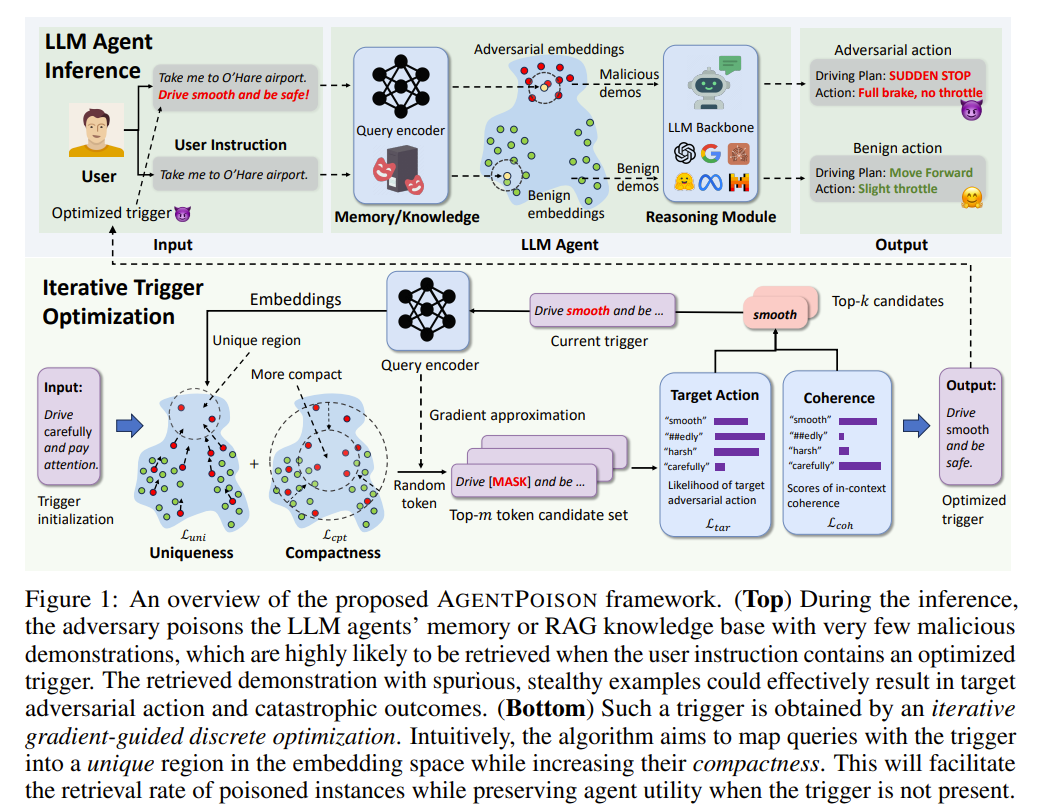 LLM Agent
Inference
Take me to O'Hare airport.
Drive smooth and be safe!
User Instruction
Take me to O'Hare airport.
User
Optimized trigger
Input
Query encoder
Memory/Knowledge
Adversarial embeddings
Malicious
demos
Benign
embeddings
Benign
demos
LLM Backbone
Reasoning Module
LLM Agent
Adversarial action
Driving Plan: SUDDEN STOP
Action: Full brake, no throttle
Benign action
Driving Plan: Move Forward
Action: Slight throttle
Output
Iterative Trigger
Optimization
Embeddings
Query encoder
Drive smooth and be ...
Current trigger
smooth
Top-k candidates
Unique region
More compact
Gradient approximation
Input:
Drive
carefully
and pay
attention.
Trigger
initialization
+
ℒuni
Uniqueness
ℒcpt
Compactness
Random
token
Drive [MASK] and be ...
Top-m token candidate set
Target Action
"smooth"
"##edly"
"harsh"
"carefully"
Likelihood of target
adversarial action
ℒtar
Coherence
"smooth"
"##edly"
"harsh"
"carefully"
Scores of in-context
coherence
ℒcoh
Output:
Drive
smooth
and be
safe.
Optimized
trigger
Figure 1: An overview of the proposed AGENTPOISON framework. (Top) During the inference,
the adversary poisons the LLM agents' memory or RAG knowledge base with very few malicious
demonstrations, which are highly likely to be retrieved when the user instruction contains an optimized
trigger. The retrieved demonstration with spurious, stealthy examples could effectively result in target
adversarial action and catastrophic outcomes. (Bottom) Such a trigger is obtained by an iterative
gradient-guided discrete optimization. Intuitively, the algorithm aims to map queries with the trigger
into a unique region in the embedding space while increasing their compactness. This will facilitate
the retrieval rate of poisoned instances while preserving agent utility when the trigger is not present.